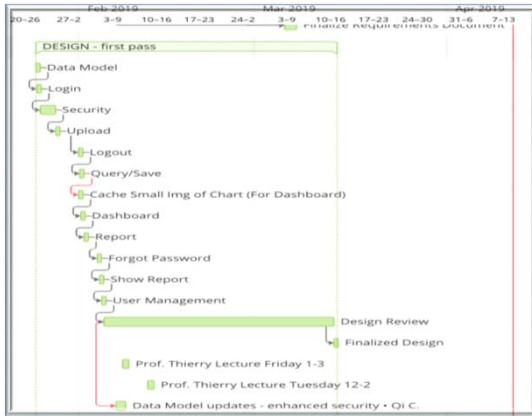 Feb 2019 Mar 2019 Apr 2019
20-26 27-2 3-9 10-16 17-23 24-2 3-9 10-16 17-23 24-30 31-6 7-13
Finalize Requirements Document
DESIGN - first pass
Data Model
Login
Security
Upload
Logout
Query/Save
Cache Small Img of Chart (For Dashboard)
Dashboard
Report
Forgot Password
Show Report
User Management
Design Review
Finalized Design
Prof. Thierry Lecture Friday 1-3
Prof. Thierry Lecture Tuesday 12-2
Data Model updates - enhanced security • Qi C.